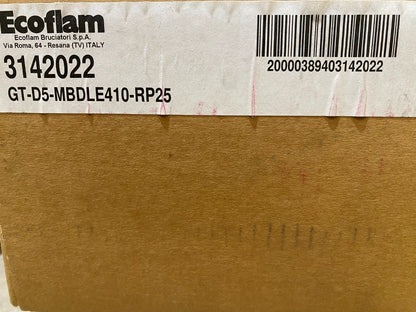 Ecoflam
Ecoflam Bruciatori S.p.A.
Via Roma, 64 - Resana (TV) ITALY
3142022
20000389403142022
GT-D5-MBDLE410-RP25